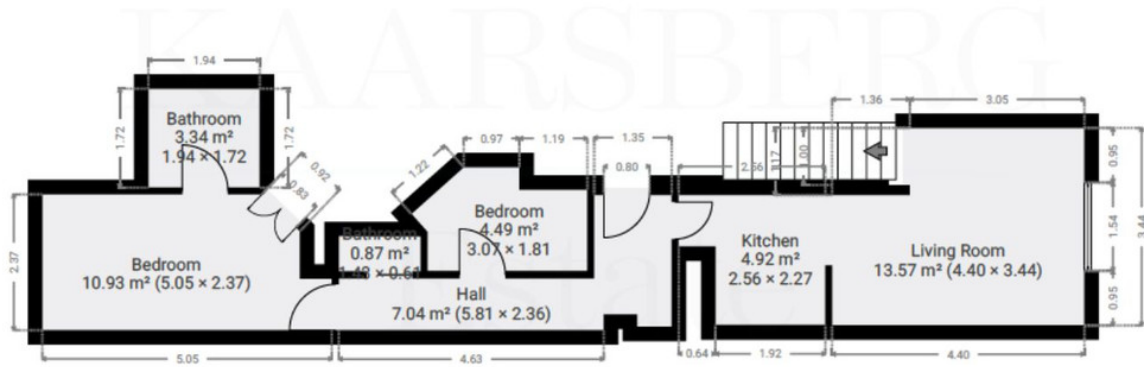 KAARSBERG
Estate
1.94
1.36
3.05
Bathroom
3.34 m²
1.94 × 1.72
1.72
1.72
0.97
1.19
1.35
0.80
2.56
1.17
1.00
0.95
1.22
0.92
0.83
Bedroom
4.49 m²
3.07 × 1.81
Bathroom
0.87 m²
1.43 × 0.61
Kitchen
4.92 m²
2.56 × 2.27
Living Room
13.57 m² (4.40 × 3.44)
1.54
3.44
2.37
Bedroom
10.93 m² (5.05 × 2.37)
Hall
7.04 m² (5.81 × 2.36)
0.95
5.05
4.63
0.64
1.92
4.40